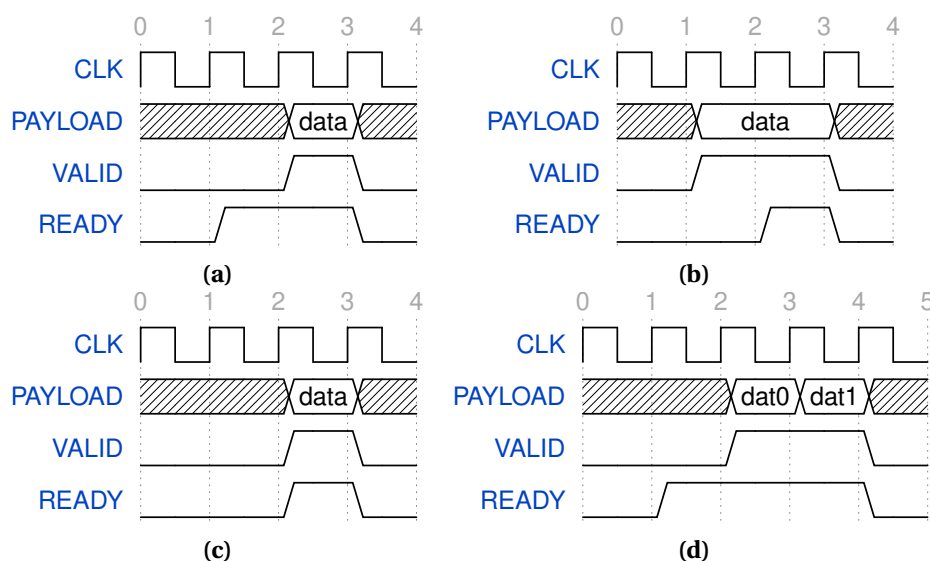 0 1 2 3 4
CLK
PAYLOAD data
VALID
READY
(a)
0 1 2 3 4
CLK
PAYLOAD data
VALID
READY
(b)
0 1 2 3 4
CLK
PAYLOAD data
VALID
READY
(c)
0 1 2 3 4 5
CLK
PAYLOAD dat0 dat1
VALID
READY
(d)